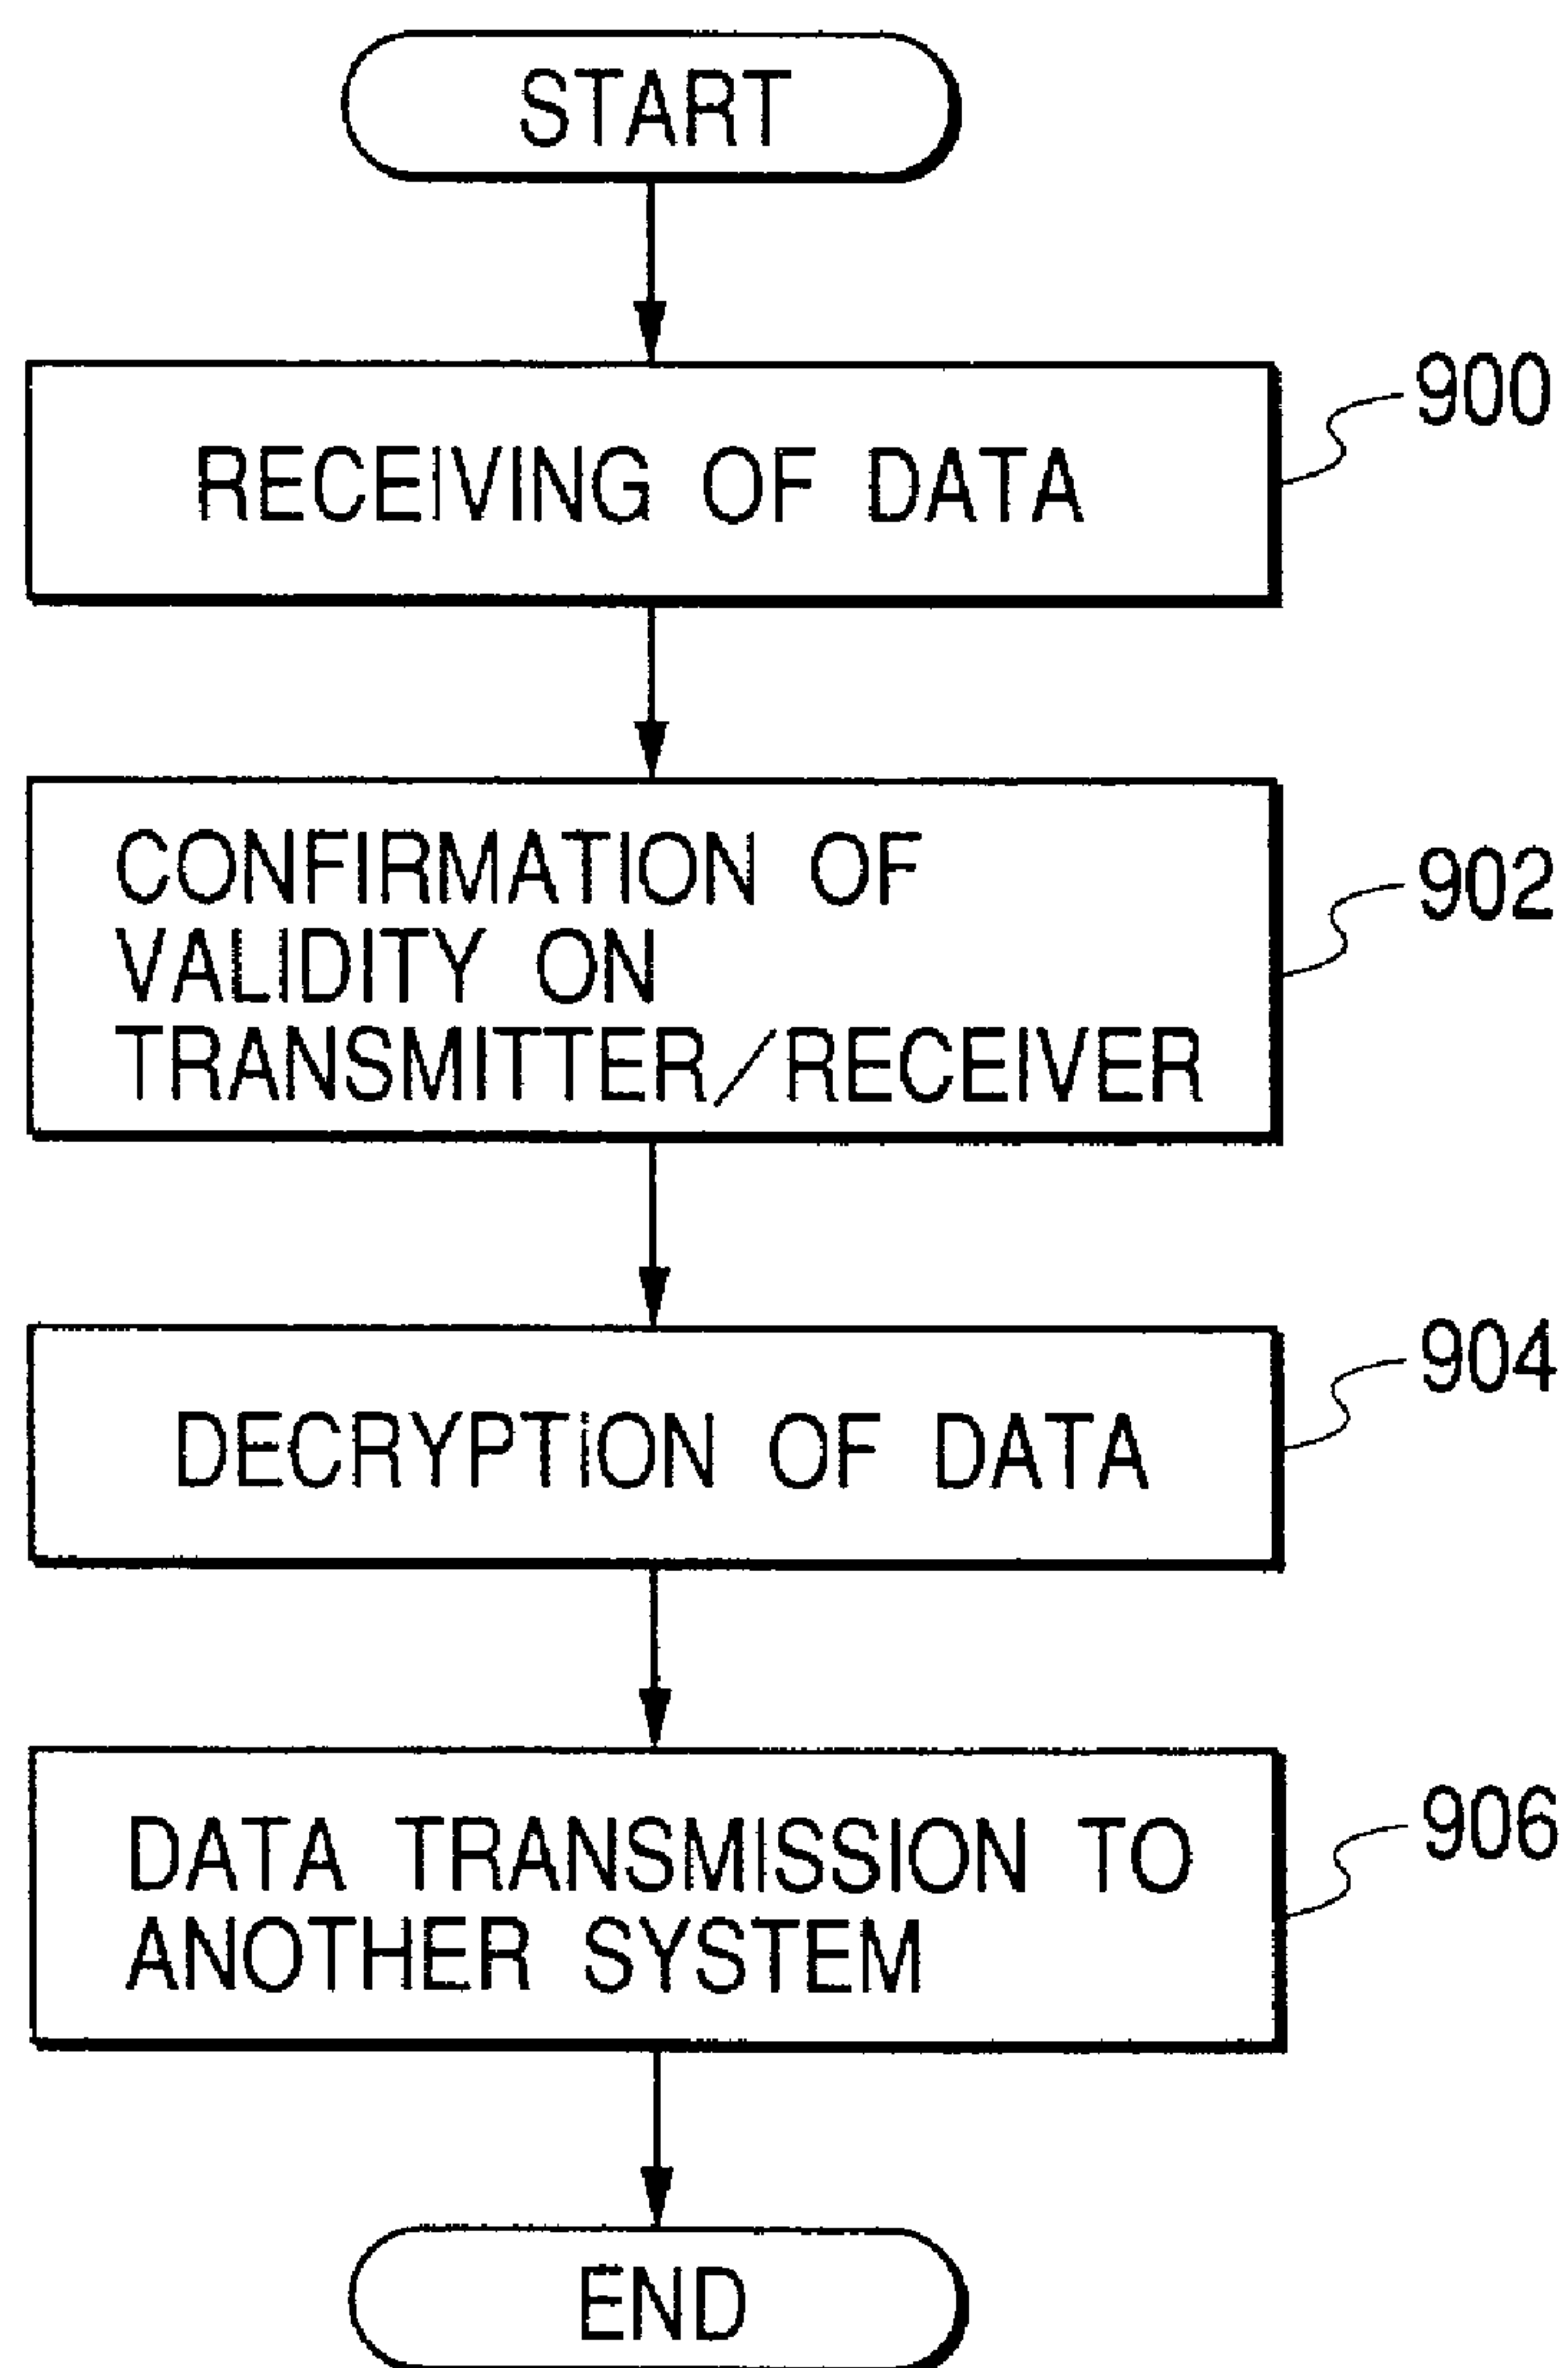 START
RECEIVING OF DATA
900
CONFIRMATION OF
VALIDITY ON
TRANSMITTER/RECEIVER
902
DECRYPTION OF DATA
904
DATA TRANSMISSION TO
ANOTHER SYSTEM
906
END